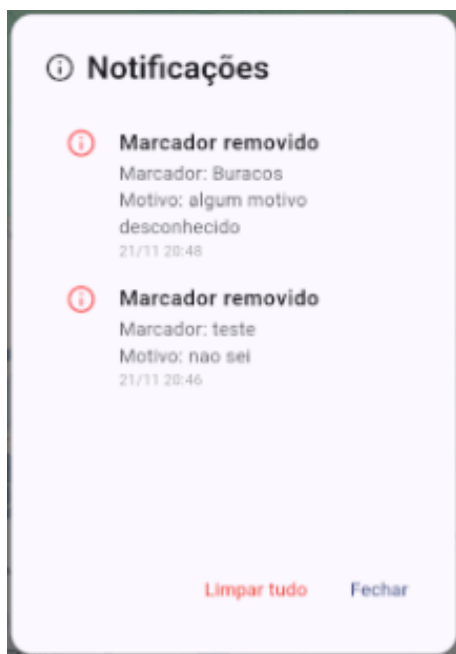 Notificações
Marcador removido
Marcador: Buracos
Motivo: algum motivo
desconhecido
21/11 20:48
Marcador removido
Marcador: teste
Motivo: nao sei
21/11 20:46
Limpar tudo
Fechar